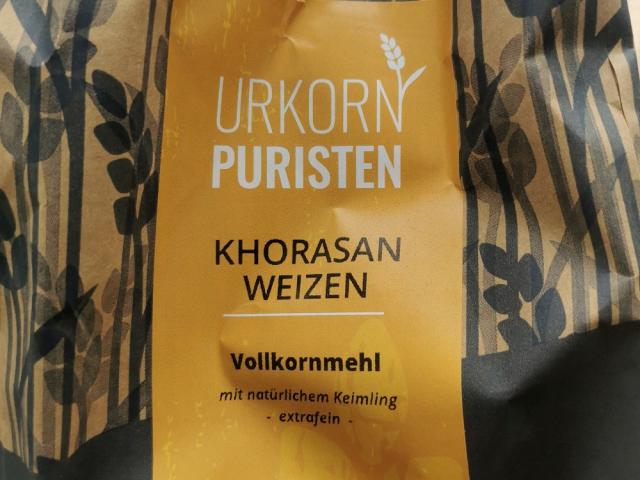 URKORN
PURISTEN
KHORASAN
WEIZEN
Vollkornmehl
mit natürlichem Keimling
- extrafein -